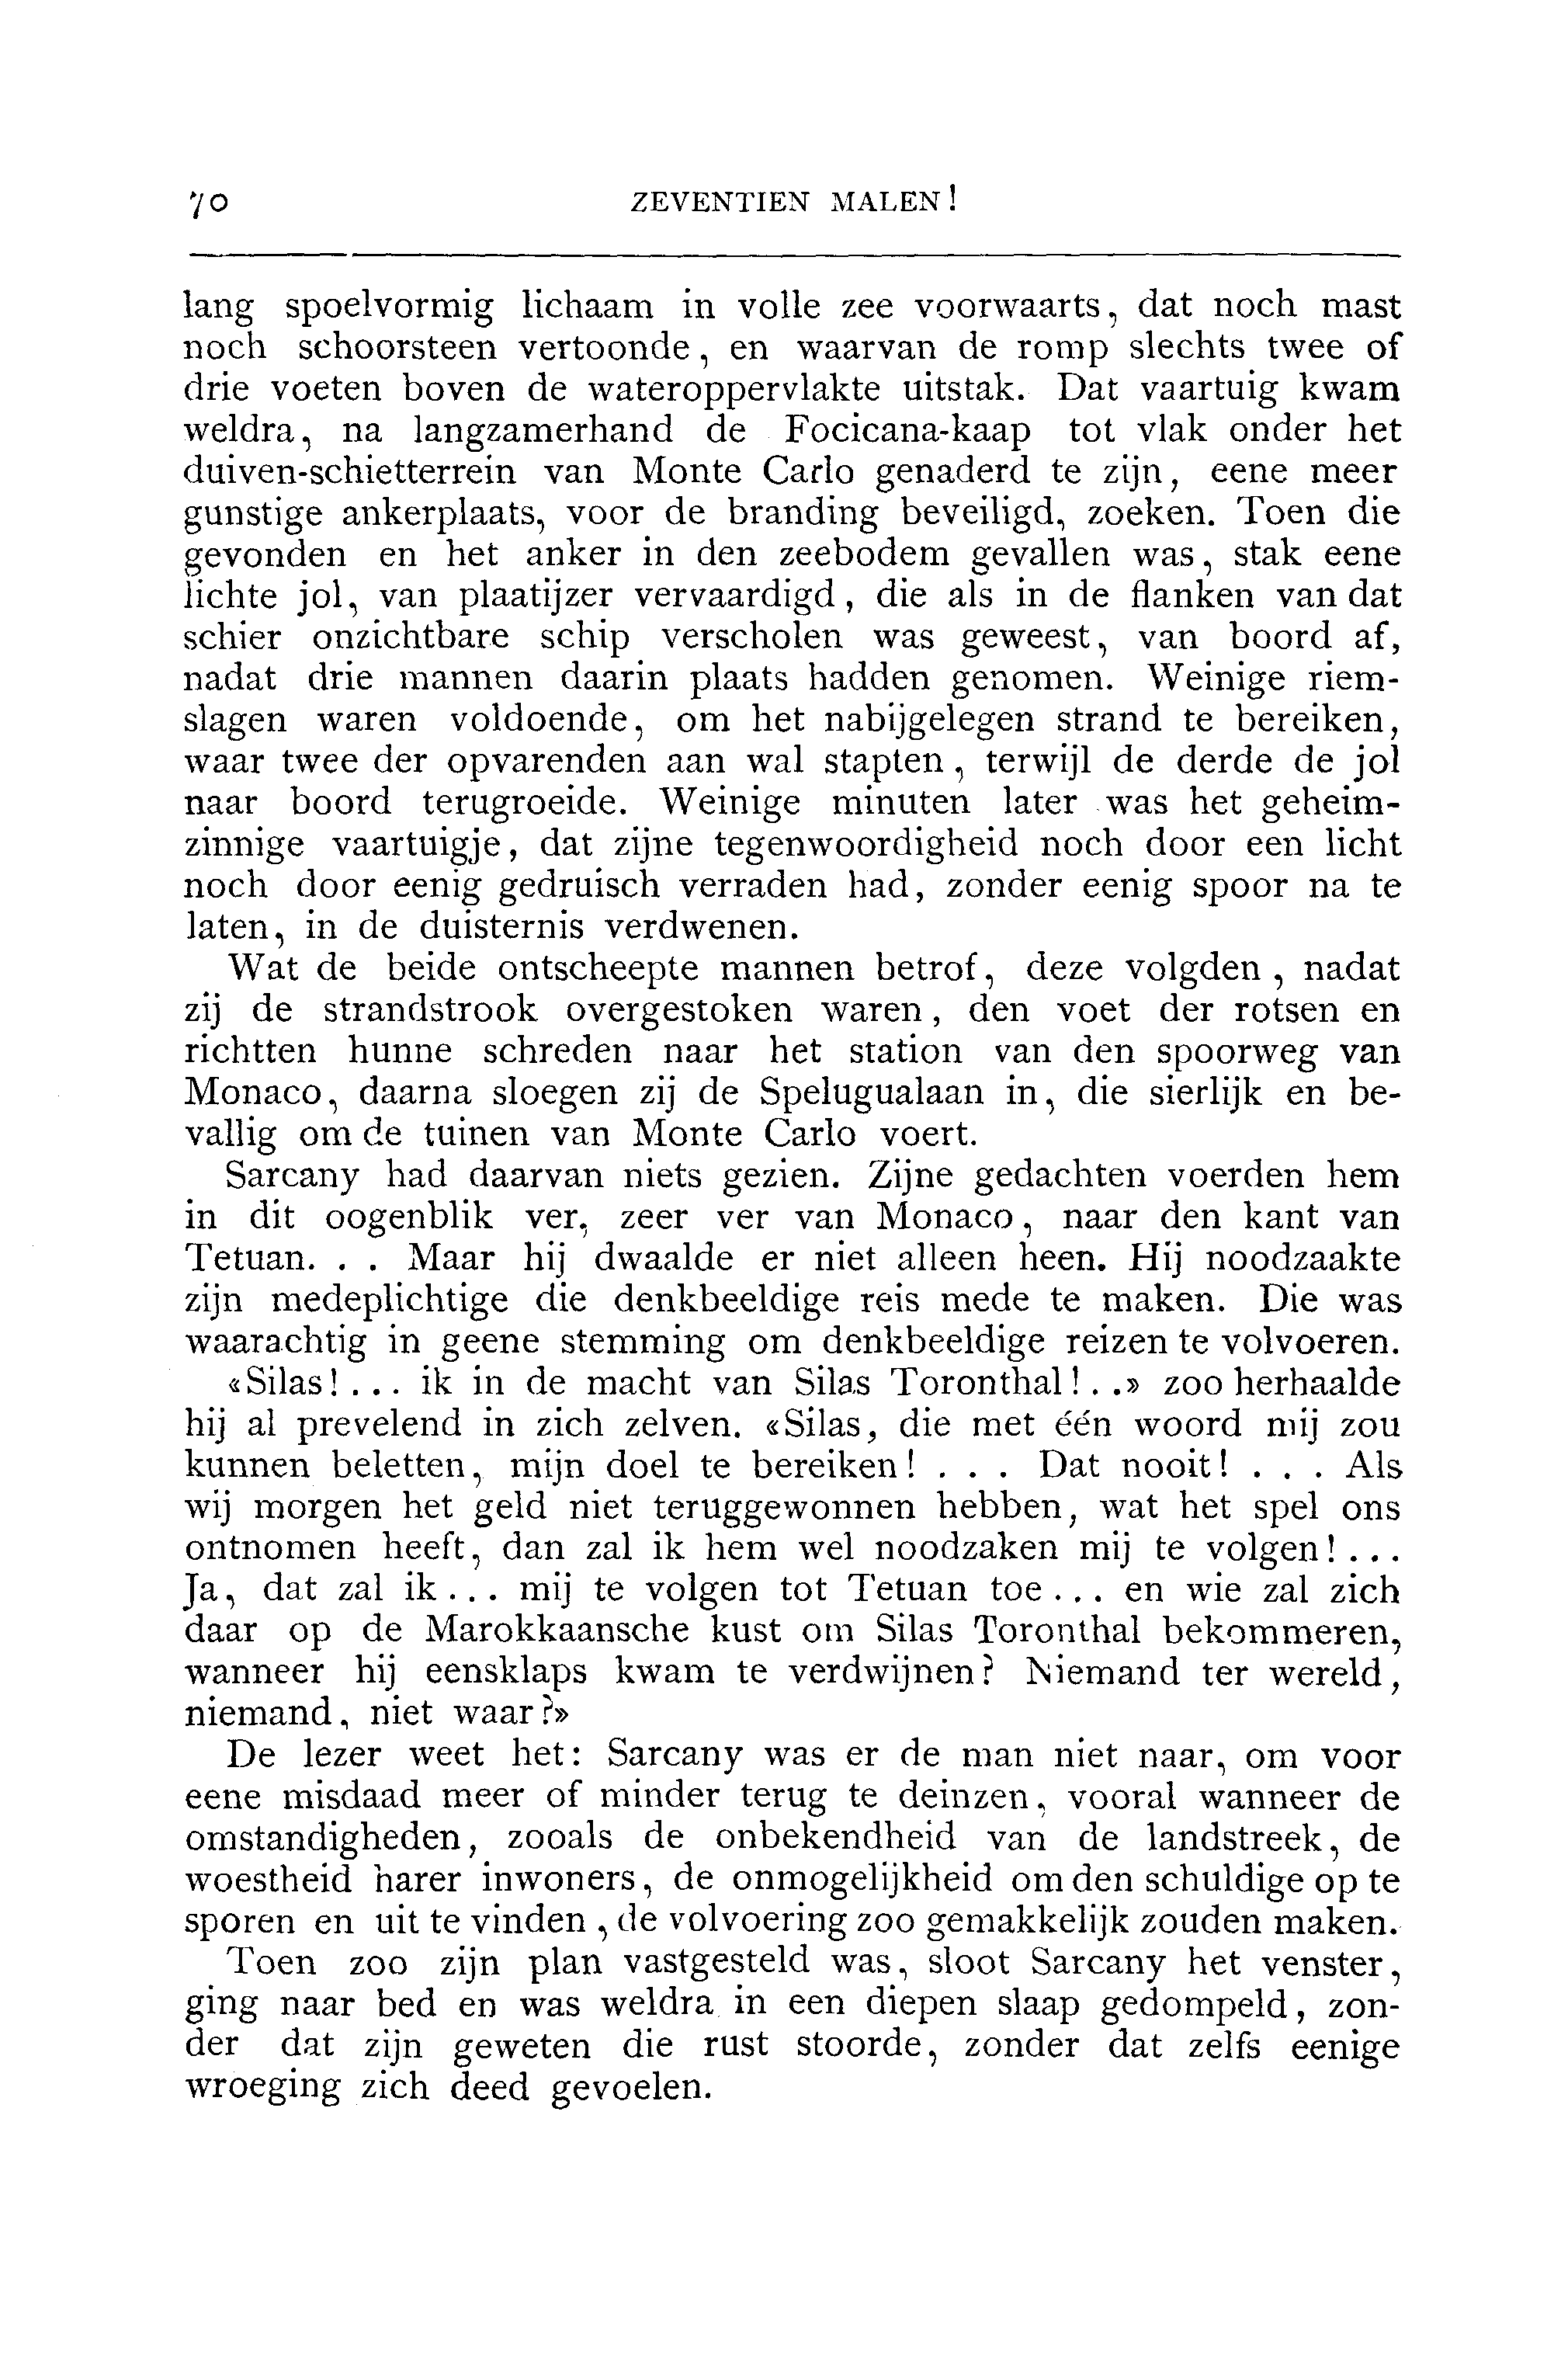 70 ZEVENTIEN MALEN!
lang spoelvormig lichaam in volle zee voorwaarts, dat noch mast
noch schoorsteen vertoonde, en waarvan de romp slechts twee of
drie voeten boven de wateroppervlakte uitstak. Dat vaartuig kwam
weldra, na langzamerhand de Focicana-kaap tot vlak onder het
duiven-schietterrein van Monte Carlo genaderd te zijn, eene meer
gunstige ankerplaats, voor de branding beveiligd, zoeken. Toen die
gevonden en het anker in den zeebodem gevallen was, stak eene
lichte jol, van plaatijzer vervaardigd, die als in de flanken van dat
schier onzichtbare schip verscholen was geweest, van boord af,
nadat drie mannen daarin plaats hadden genomen. Weinige riem-
slagen waren voldoende, om het nabijgelegen strand te bereiken,
waar twee der opvarenden aan wal stapten, terwijl de derde de jol
naar boord terugroeide. Weinige minuten later was het geheim-
zinnige vaartuigje, dat zijne tegenwoordigheid noch door een licht
noch door eenig gedruisch verraden had, zonder eenig spoor na te
laten, in de duisternis verdwenen.
Wat de beide ontscheepte mannen betrof, deze volgden, nadat
zij de strandstrook overgestoken waren, den voet der rotsen en
richtten hunne schreden naar het station van den spoorweg van
Monaco, daarna sloegen zij de Spelugualaan in, die sierlijk en be-
vallig om de tuinen van Monte Carlo voert.
Sarcany had daarvan niets gezien. Zijne gedachten voerden hem
in dit oogenblik ver, zeer ver van Monaco, naar den kant van
Tetuan. . . Maar hij dwaalde er niet alleen heen. Hij noodzaakte
zijn medeplichtige die denkbeeldige reis mede te maken. Die was
waarachtig in geene stemming om denkbeeldige reizen te volvoeren.
«Silas!... ik in de macht van Silas Toronthal!...» zoo herhaalde
hij al prevelend in zich zelven. «Silas, die met één woord mij zou
kunnen beletten, mijn doel te bereiken! . . . Dat nooit! . . . Als
wij morgen het geld niet teruggewonnen hebben, wat het spel ons
ontnomen heeft, dan zal ik hem wel noodzaken mij te volgen!...
Ja, dat zal ik... mij te volgen tot Tetuan toe... en wie zal zich
daar op de Marokkaansche kust om Silas Toronthal bekommeren,
wanneer hij eensklaps kwam te verdwijnen? Niemand ter wereld,
niemand, niet waar?»
De lezer weet het: Sarcany was er de man niet naar, om voor
eene misdaad meer of minder terug te deinzen, vooral wanneer de
omstandigheden, zooals de onbekendheid van de landstreek, de
woestheid harer inwoners, de onmogelijkheid om den schuldige op te
sporen en uit te vinden, de volvoering zoo gemakkelijk zouden maken.
Toen zoo zijn plan vastgesteld was, sloot Sarcany het venster,
ging naar bed en was weldra in een diepen slaap gedompeld, zon-
der dat zijn geweten die rust stoorde, zonder dat zelfs eenige
wroeging zich deed gevoelen.